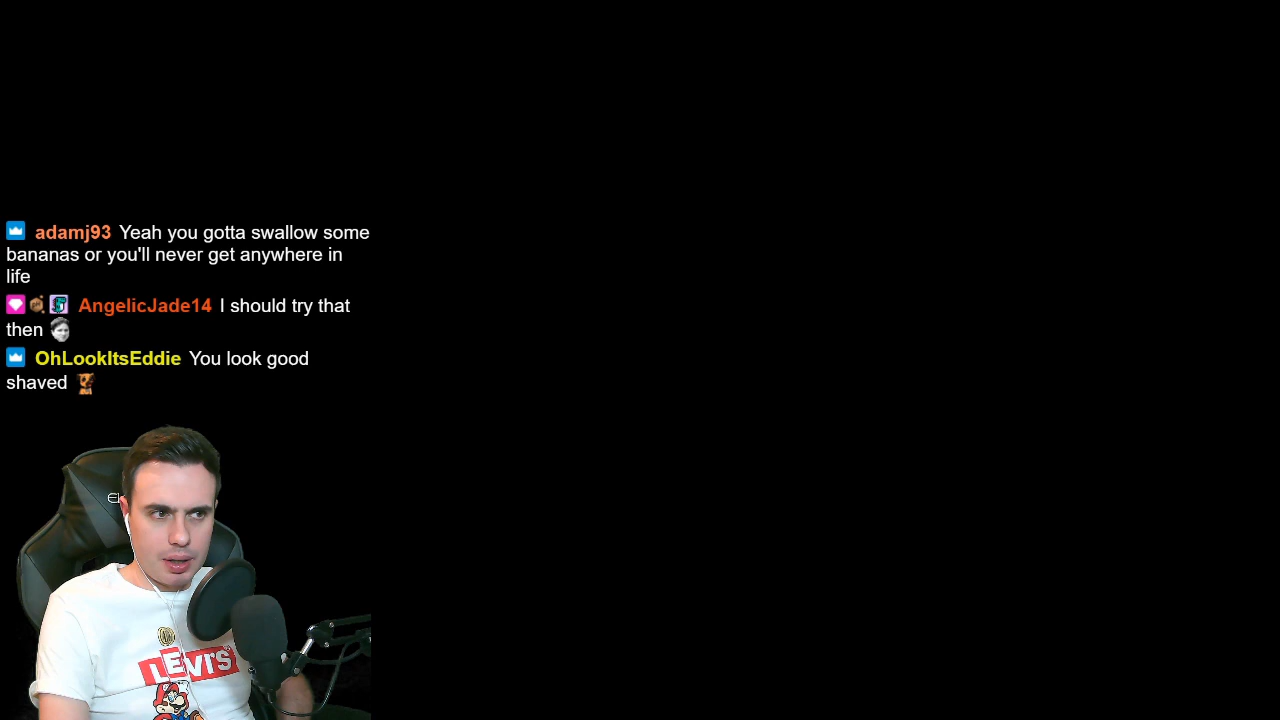 adamj93 Yeah you gotta swallow some
bananas or you'll never get anywhere in
life
AngelicJade14 I should try that
then
OhLookItsEddie You look good
shaved
LEVI'S